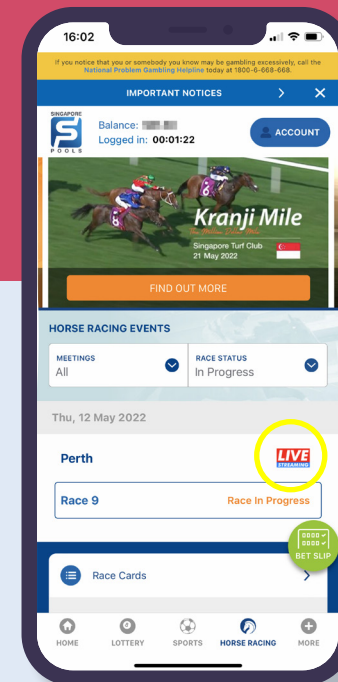 16:02
If you notice that you or somebody you know may be gambling excessively, call the
National Problem Gambling Helpline today at 1800-6-668-668.
IMPORTANT NOTICES
SINGAPORE
POOLS
Balance:
Logged in: 00:01:22
ACCOUNT
Kranji Mile
Singapore Turf Club
21 May 2022
FIND OUT MORE
HORSE RACING EVENTS
MEETINGS
All
RACE STATUS
In Progress
Thu, 12 May 2022
Perth
LIVE
STREAMING
Race 9
Race In Progress
BET SLIP
Race Cards
HOME
LOTTERY
SPORTS
HORSE RACING
MORE